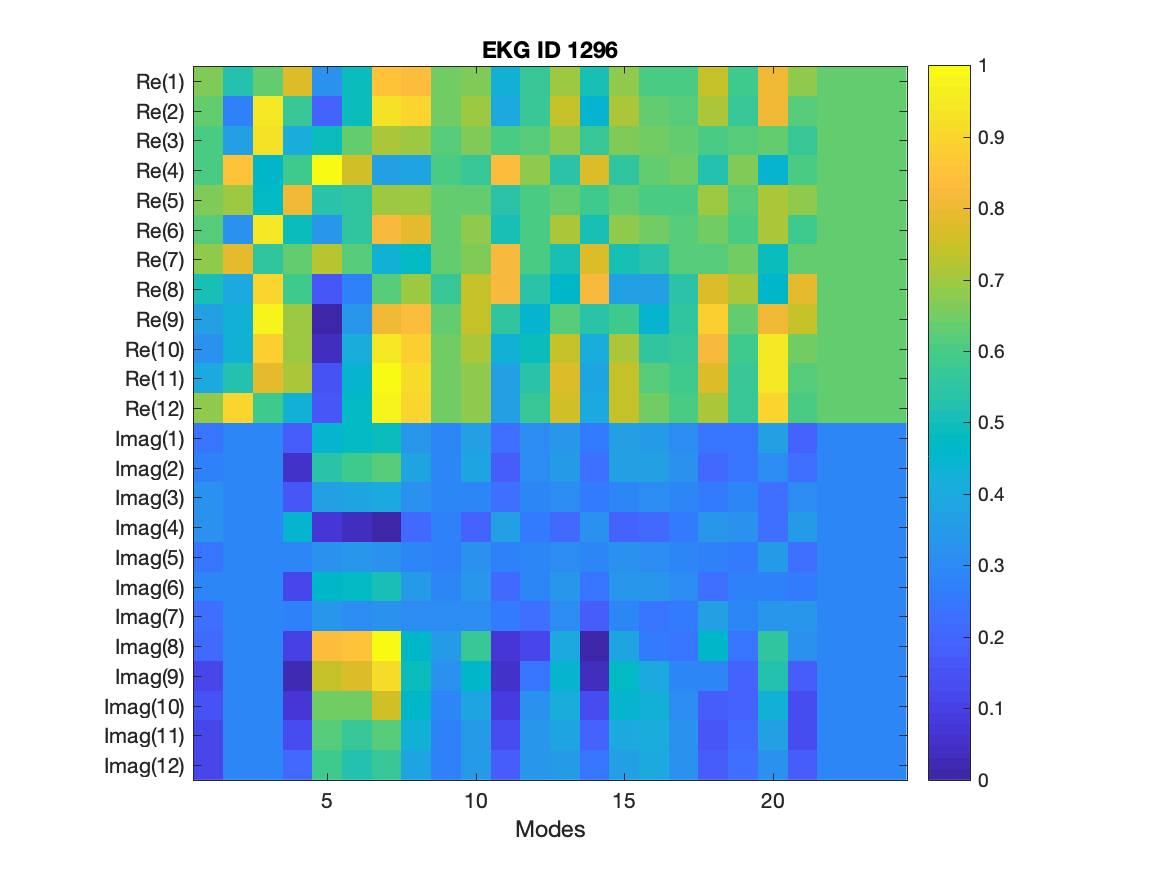 EKG ID 1296
Re(1)
Re(2)
Re(3)
Re(4)
Re(5)
Re(6)
Re(7)
Re(8)
Re(9)
Re(10)
Re(11)
Re(12)
Imag(1)
Imag(2)
Imag(3)
Imag(4)
Imag(5)
Imag(6)
Imag(7)
Imag(8)
Imag(9)
Imag(10)
Imag(11)
Imag(12)
5 10 15 20
Modes
1
0.9
0.8
0.7
0.6
0.5
0.4
0.3
0.2
0.1
0